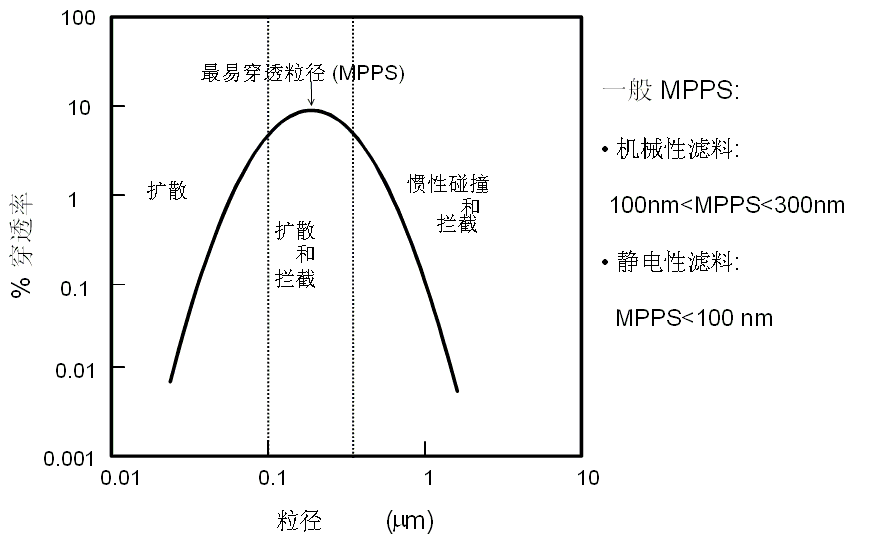 100
10
1
0.1
0.01
0.001
% 穿透率
最易穿透粒径 (MPPS)
扩散
扩散
和
拦截
惯性碰撞
和
拦截
0.01
0.1
1
10
粒径 (μm)
一般 MPPS:
• 机械性滤料:
100nm<MPPS<300nm
• 静电性滤料:
MPPS<100 nm